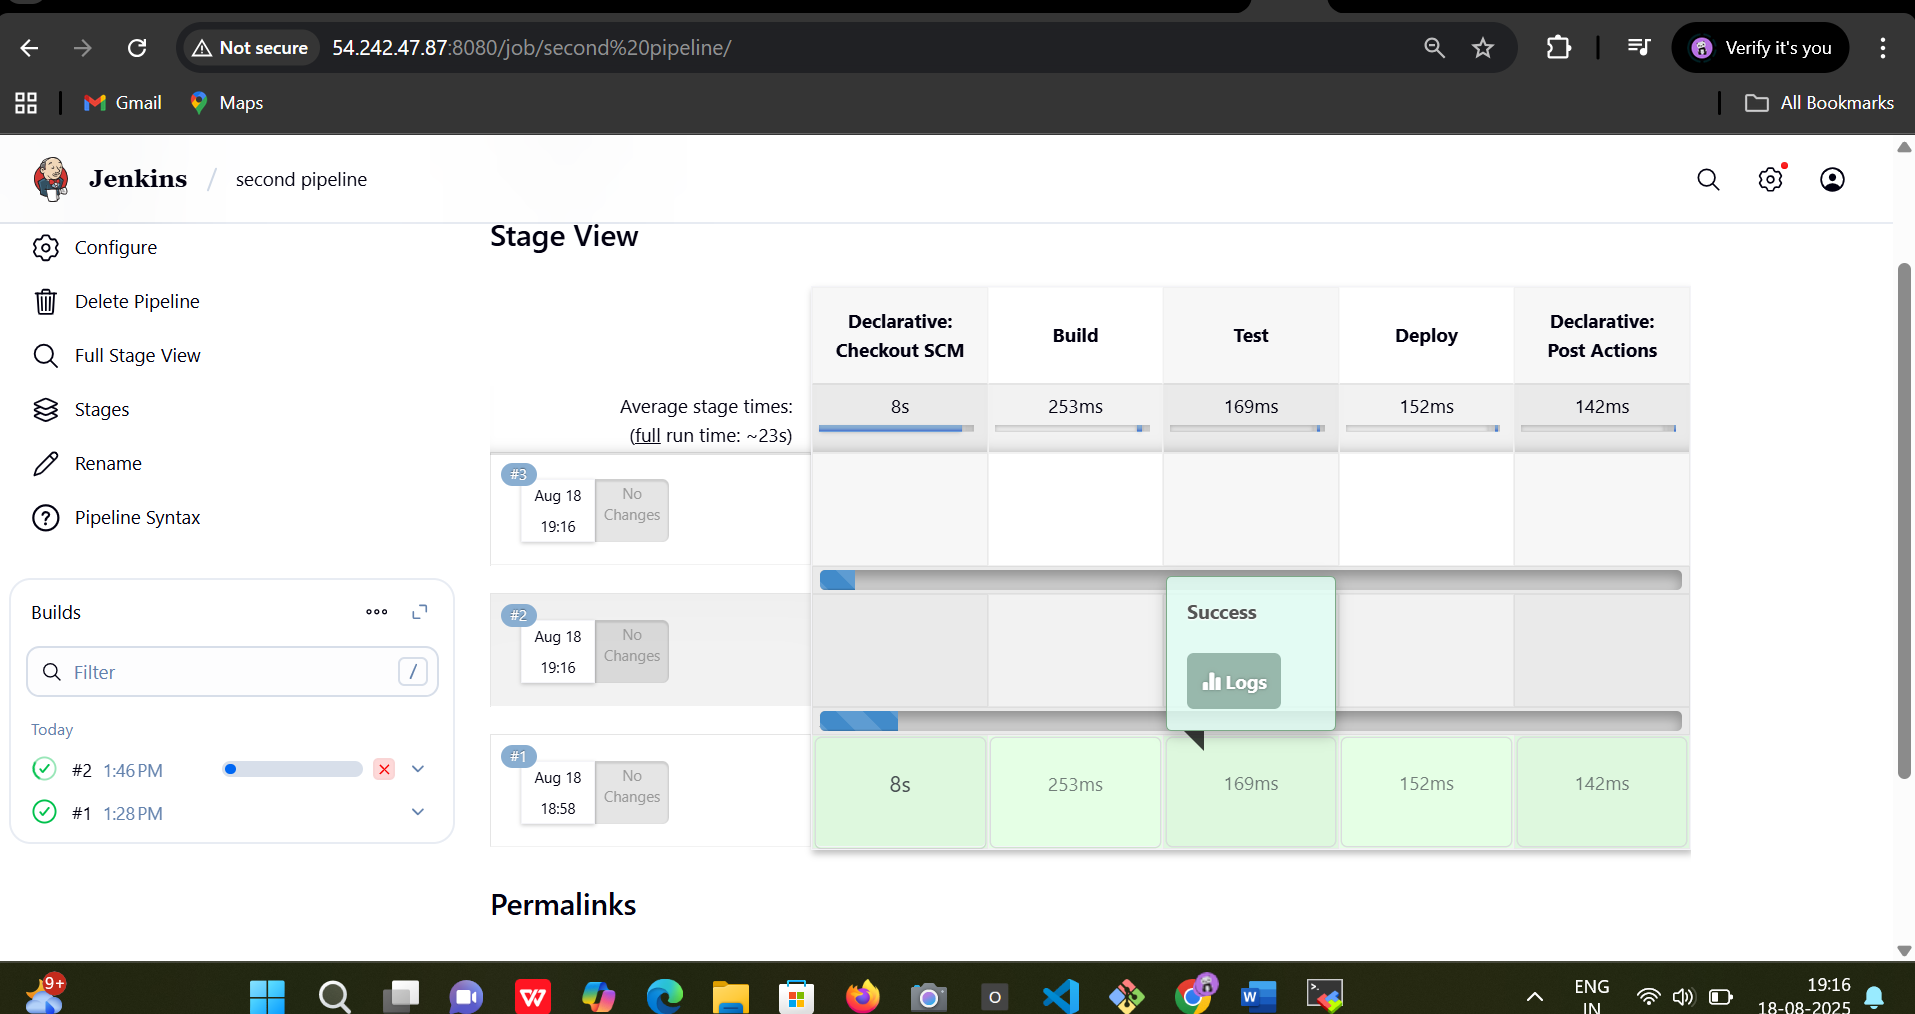 Not secure
54.242.47.87:8080/job/second%20pipeline/
Verify it's you
Gmail
Maps
All Bookmarks
Jenkins / second pipeline
Configure
Delete Pipeline
Full Stage View
Stages
Rename
Pipeline Syntax
Builds
Filter
/
Today
#2 1:46 PM
#1 1:28 PM
Stage View
Declarative:
Checkout SCM
Build
Test
Deploy
Declarative:
Post Actions
Average stage times:
(full run time: ~23s)
8s
253ms
169ms
152ms
142ms
#3
Aug 18
19:16
No
Changes
#2
Aug 18
19:16
No
Changes
Success
Logs
#1
Aug 18
18:58
No
Changes
8s
253ms
169ms
152ms
142ms
Permalinks
9+
W
O
W
ENG
IN
19:16
18-08-2025